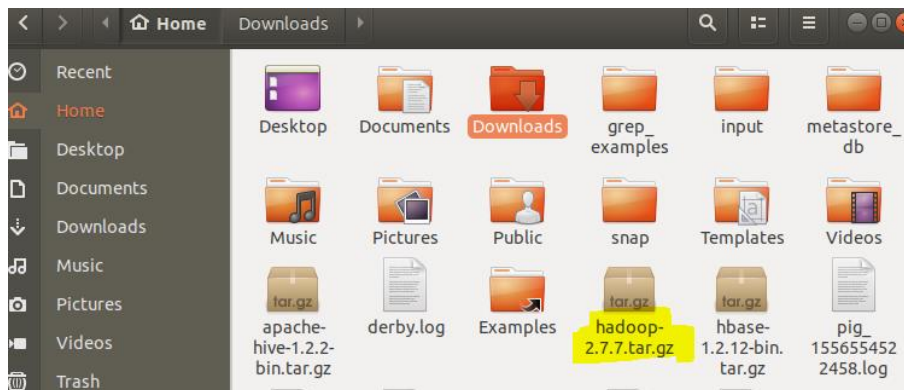 Home Downloads
Recent
Home
Desktop
Documents
Downloads
Music
Pictures
Videos
Trash
Desktop Documents Downloads grep_ input metastore_
examples db
Music Pictures Public snap Templates Videos
tar.gz tar.gz tar.gz
apache- derby.log Examples hadoop- hbase- pig_
hive-1.2.2- 2.7.7.tar.gz 1.2.12-bin. 155655452
bin.tar.gz tar.gz 2458.log